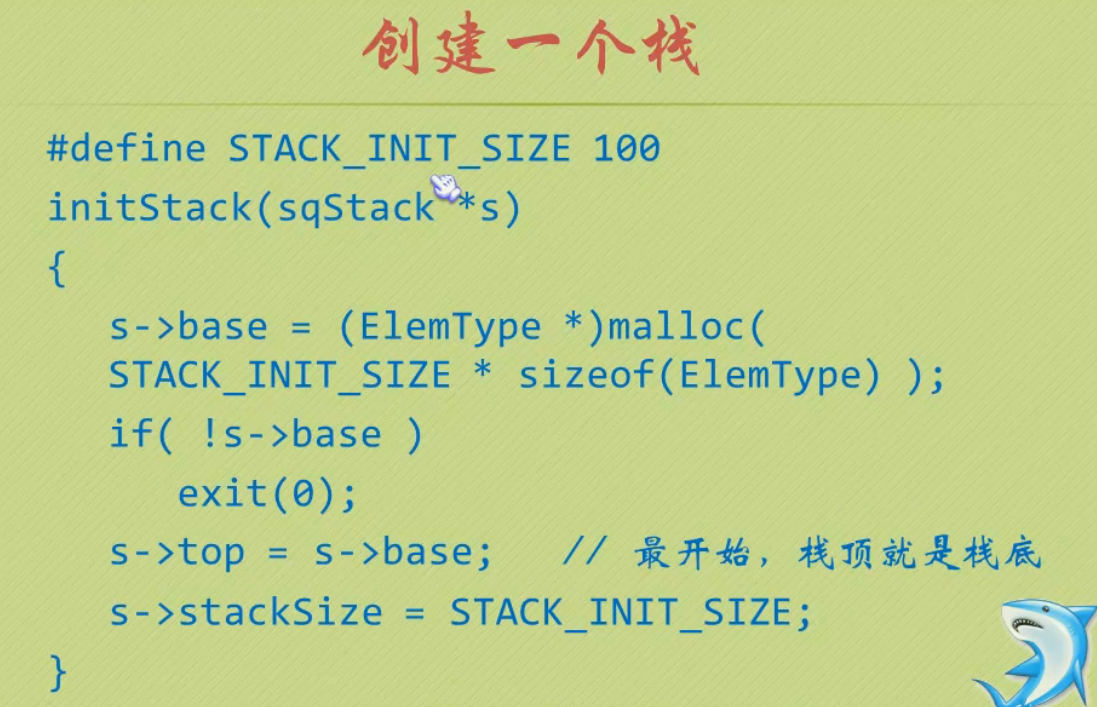 创建一个栈
#define STACK_INIT_SIZE 100
initStack(sqStack *s)
{
s->base = (ElemType *)malloc(
STACK_INIT_SIZE * sizeof(ElemType) );
if( !s->base )
exit(0);
s->top = s->base;   // 最开始，栈顶就是栈底
s->stackSize = STACK_INIT_SIZE;
}